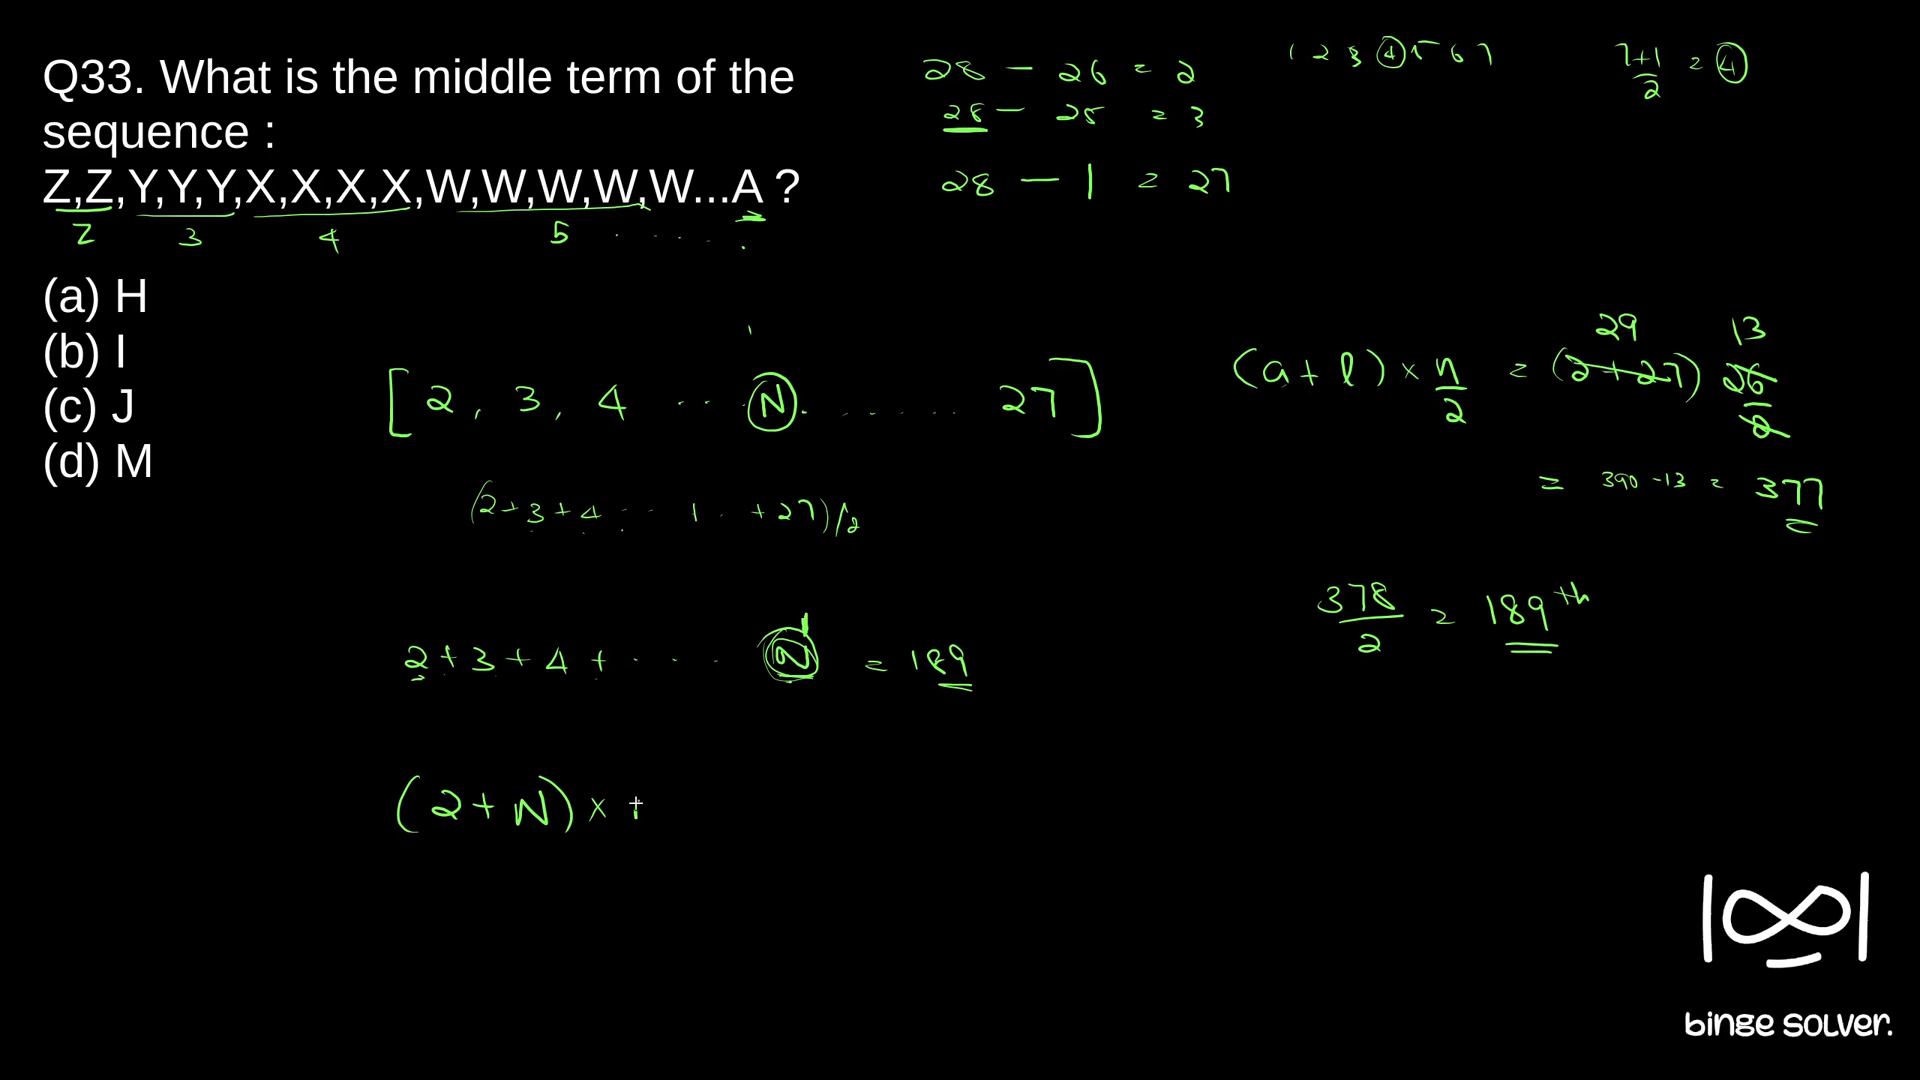 Q33. What is the middle term of the
sequence :
Z,Z,Y,Y,Y,X,X,X,X,W,W,W,W,W...A ?
2 3 4 5 . . . . . .
(a) H
(b) I
(c) J
(d) M
28 - 26 = 2
28 - 25 = 3
28 - 1 = 27
1 2 3 4 5 6 7
7+1/2 = 4
[2, 3, 4 .. N. ...... 27]
(2+3+4 ... + . +27)/2
2+3+4+ . . . N = 189
(2+N) ×
(a+l) × n/2 = (2+27) 26/2
29 13
= 390 -13 = 377
378/2 = 189th
binge solver.